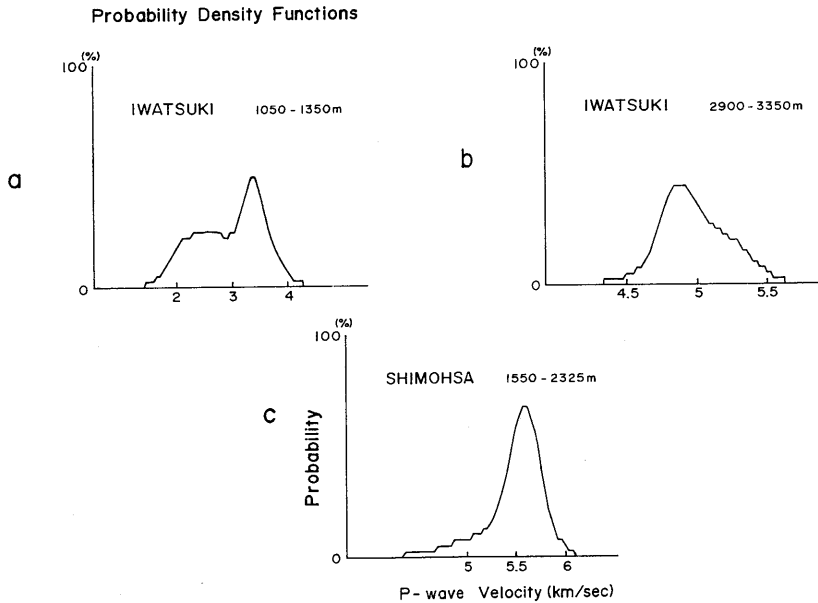 Probability Density Functions
(%)
100
IWATSUKI 1050-1350m
a
0
2 3 4
(%)
100
IWATSUKI 2900-3350m
b
0
4.5 5 5.5
(%)
100
SHIMOHSA 1550-2325m
c
Probability
0
5 5.5 6
P-wave Velocity (km/sec)